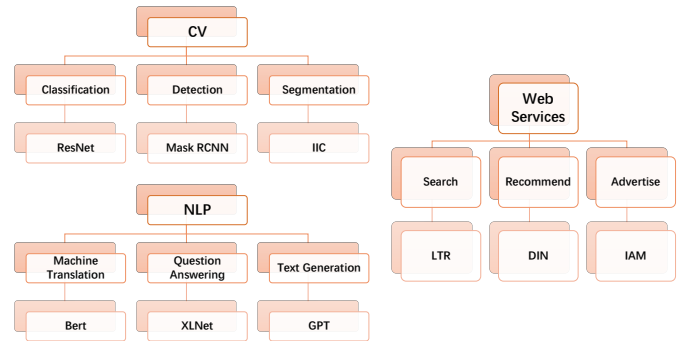 CV
Classification
Detection
Segmentation
ResNet
Mask RCNN
IIC
NLP
Machine
Translation
Question
Answering
Text Generation
Bert
XLNet
GPT
Web
Services
Search
Recommend
Advertise
LTR
DIN
IAM